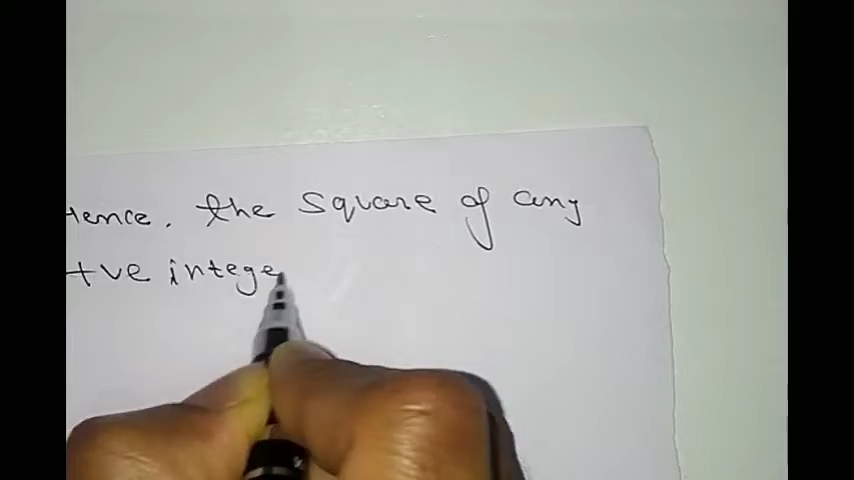 Hence, the square of any
+ve intege